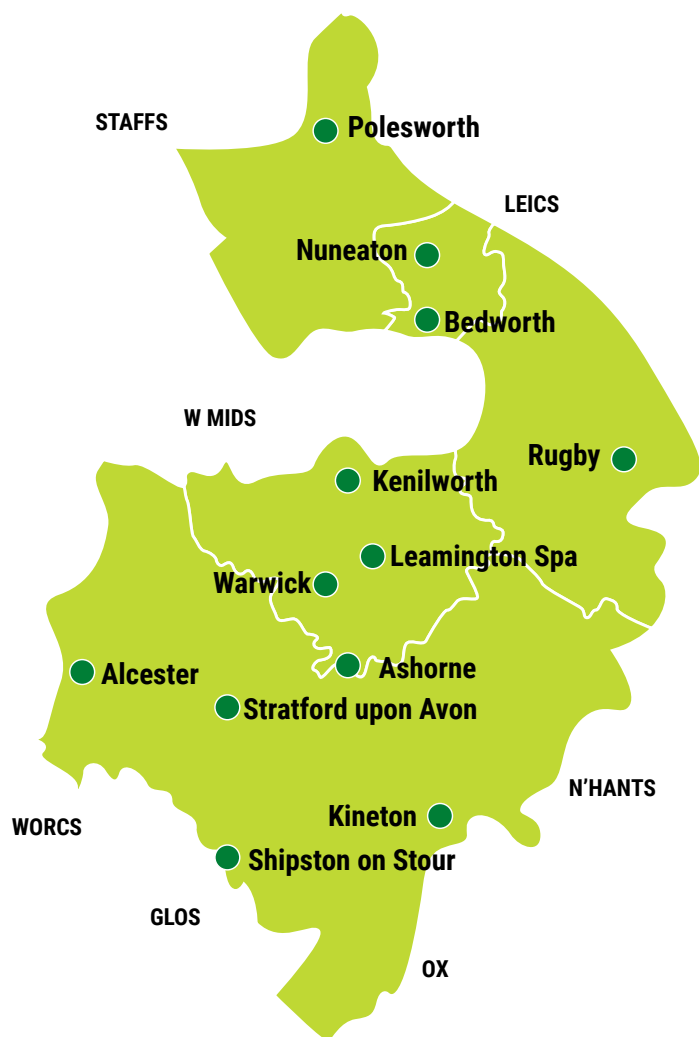 STAFFS
Polesworth
LEICS
Nuneaton
Bedworth
W MIDS
Rugby
Kenilworth
Leamington Spa
Warwick
Ashorne
Alcester
Stratford upon Avon
N'HANTS
Kineton
WORCS
Shipston on Stour
GLOS
OX